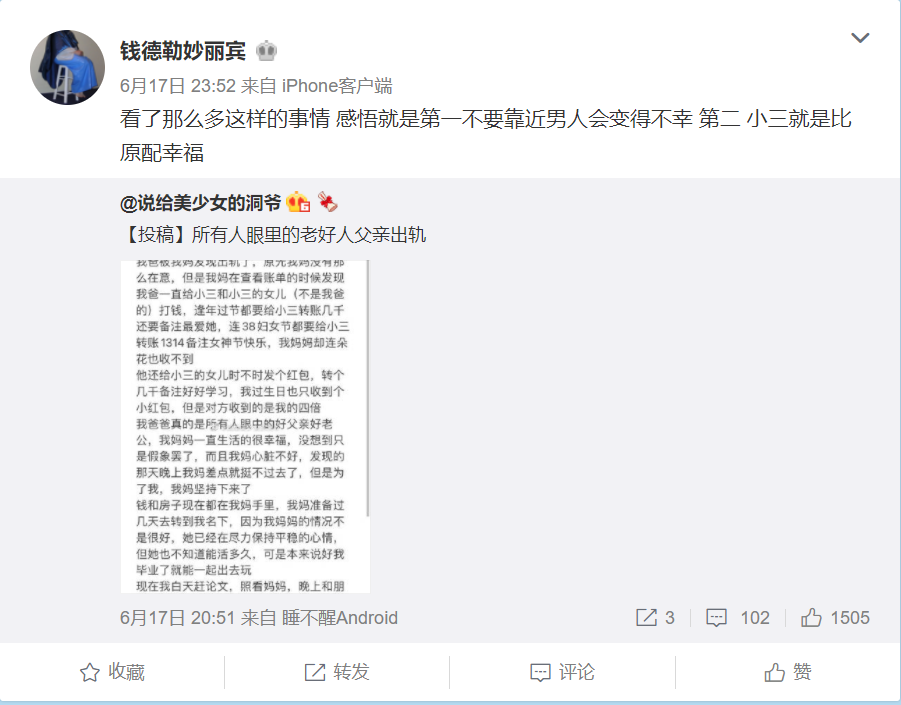 钱德勒妙丽宾
6月17日 23:52 来自 iPhone客户端
看了那么多这样的事情 感悟就是第一不要靠近男人会变得不幸 第二 小三就是比
原配幸福
@说给美少女的洞爷
【投稿】所有人眼里的老好人父亲出轨
我爸被我妈发现出轨了，原先我妈没有那
么在意，但是我妈在查看账单的时候发现
我爸一直给小三和小三的女儿（不是我爸
的）打钱，逢年过节都要给小三转账几千
还要备注最爱她，连38妇女节都要给小三
转账1314备注女神节快乐，我妈妈却连朵
花也收不到
他还给小三的女儿时不时发个红包，转个
几千备注好好学习，我过生日也只收到个
小红包，但是对方收到的是我的四倍
我爸爸真的是所有人眼中的好父亲好老
公，我妈妈一直生活的很幸福，没想到只
是假象罢了，而且我妈心脏不好，发现的
那天晚上我妈差点就挺不过去了，但是为
了我，我妈坚持下来了
钱和房子现在都在我妈手里，我妈准备过
几天去转到我名下，因为我妈妈的情况不
是很好，她已经在尽力保持平稳的心情，
但她也不知道能活多久，可是本来说好我
毕业了就能一起出去玩
现在我白天赶论文，照看妈妈，晚上和朋
6月17日 20:51 来自 睡不醒Android
3
102
1505
收藏
转发
评论
赞